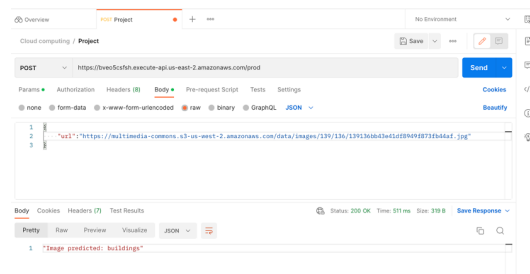 Overview
POST Project
No Environment
Cloud computing / Project
Save
POST
https://bveo5csfsh.execute-api.us-east-2.amazonaws.com/prod
Send
Params
Authorization
Headers (8)
Body
Pre-request Script
Tests
Settings
Cookies
none
form-data
x-www-form-urlencoded
raw
binary
GraphQL
JSON
Beautify
1 {
2 "url":"https://multimedia-commons.s3-us-west-2.amazonaws.com/data/images/139/136/139136bb43e41df8949f873fb44af.jpg"
3 }
Body Cookies Headers (7) Test Results
Status: 200 OK Time: 511 ms Size: 319 B Save Response
Pretty Raw Preview Visualize JSON
1 "Image predicted: buildings"